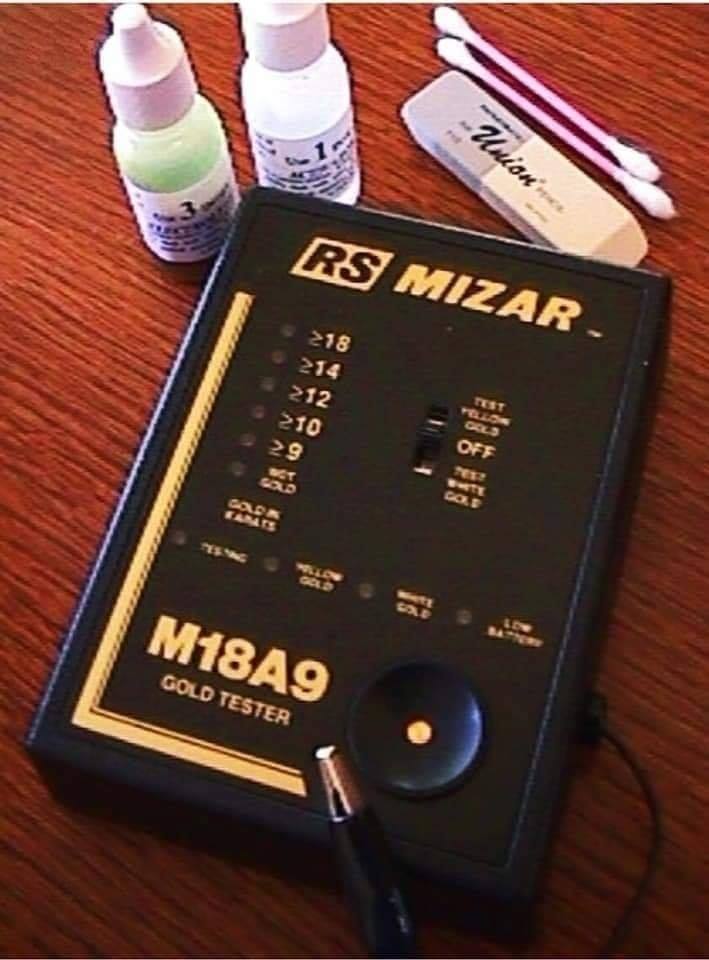 3
Use 1
Union
RS MIZAR ™
≥18
≥14
≥12
≥10
≥9
NOT
GOLD
GOLD IN
KARATS
TEST
YELLOW
GOLD
OFF
TEST
WHITE
GOLD
TESTING
YELLOW
GOLD
WHITE
GOLD
LOW
BATTERY
M18A9
GOLD TESTER